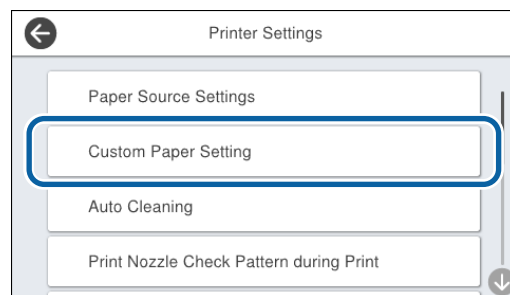 Printer Settings
Paper Source Settings
Custom Paper Setting
Auto Cleaning
Print Nozzle Check Pattern during Print